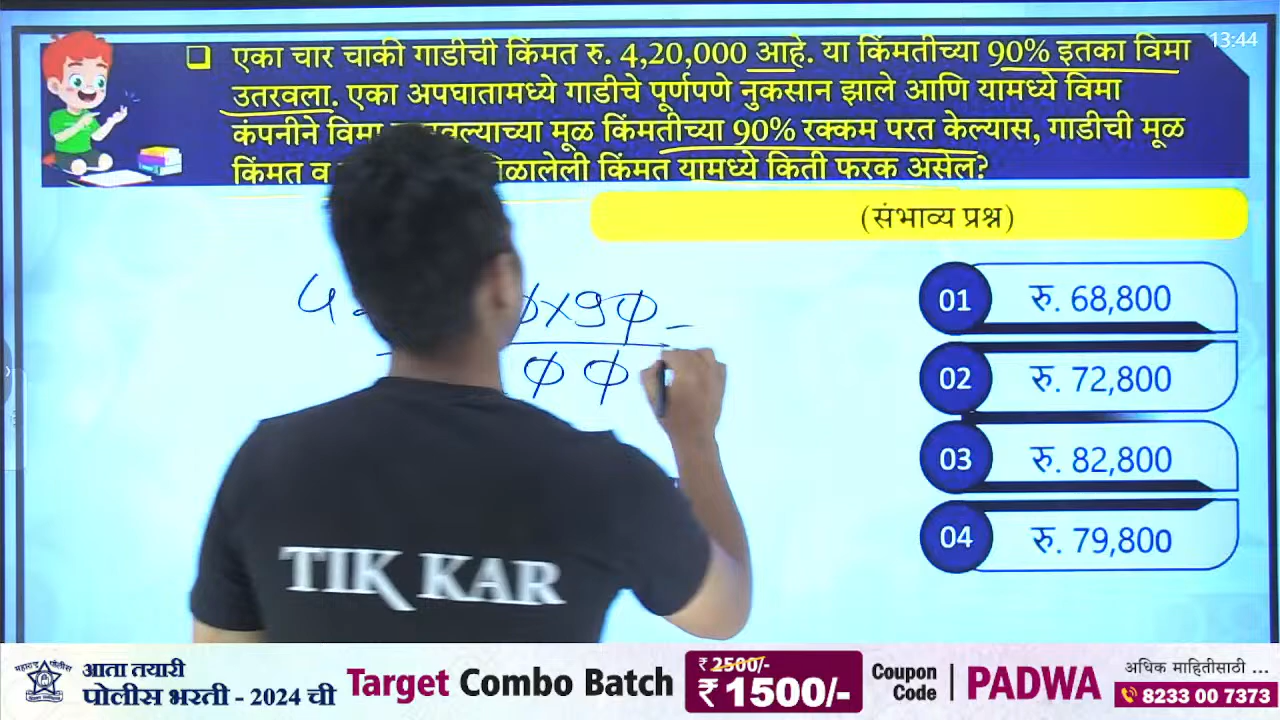 13:44
एका चार चाकी गाडीची किंमत रु. 4,20,000 आहे. या किंमतीच्या 90% इतका विमा
उतरवला. एका अपघातामध्ये गाडीचे पूर्णपणे नुकसान झाले आणि यामध्ये विमा
कंपनीने विमा मूळ किंमतीच्या 90% रक्कम परत केल्यास, गाडीची मूळ
किंमत व किंमत यामध्ये किती फरक असेल?
(संभाव्य प्रश्न)
01 रु. 68,800
02 रु. 72,800
03 रु. 82,800
04 रु. 79,800
TIK KAR
आता तयारी
पोलीस भरती - 2024 ची
Target Combo Batch
₹ 2500/-
₹ 1500/-
Coupon
Code
PADWA
अधिक माहितीसाठी ...
8233 00 7373